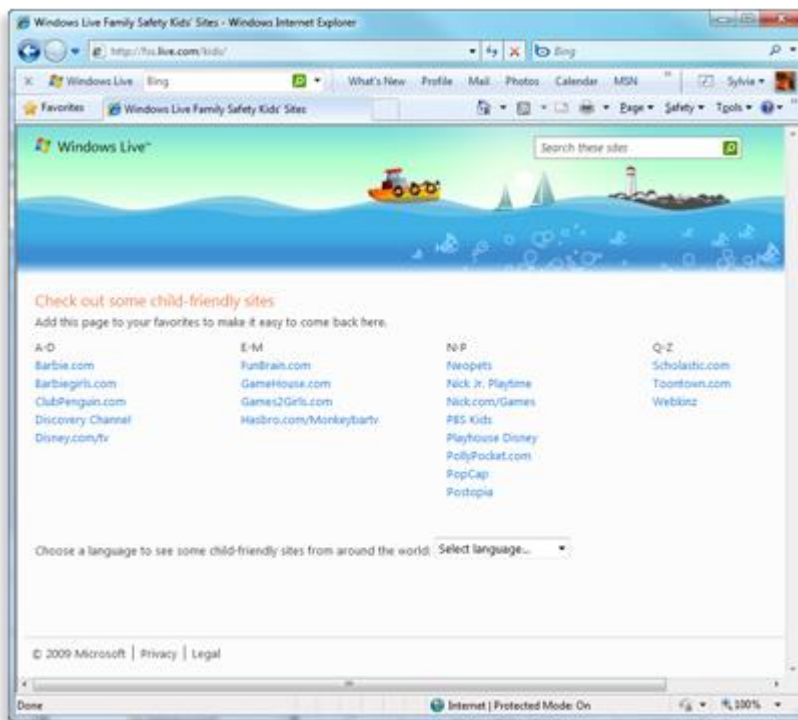 Windows Live Family Safety Kids' Sites - Windows Internet Explorer
http://fss.live.com/kids/ Bing
Windows Live Bing What's New Profile Mail Photos Calendar MSN Sylvia
Favorites Windows Live Family Safety Kids' Sites Page Safety Tools
Windows Live™ Search these sites
Check out some child-friendly sites
Add this page to your favorites to make it easy to come back here.
A-D E-M N-P Q-Z
Barbie.com FunBrain.com Neopets Scholastic.com
Barbiegirls.com GameHouse.com Nick Jr. Playtime Toontown.com
ClubPenguin.com Games2Girls.com Nick.com/Games Webkinz
Discovery Channel Hasbro.com/Monkeybartv PBS Kids
Disney.com/tv Playhouse Disney
PollyPocket.com
PopCap
Postopia
Choose a language to see some child-friendly sites from around the world: Select language...
© 2009 Microsoft | Privacy | Legal
Done Internet | Protected Mode: On 100%